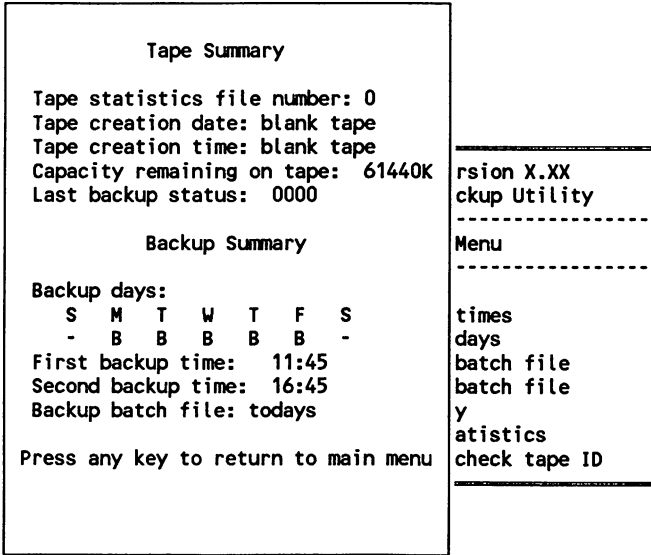 Tape Summary
Tape statistics file number: 0
Tape creation date: blank tape
Tape creation time: blank tape
Capacity remaining on tape: 61440K
Last backup status: 0000
Backup Summary
Backup days:
S M T W T F S
- B B B B B -
First backup time: 11:45
Second backup time: 16:45
Backup batch file: todays
Press any key to return to main menu
rsion X.XX
ckup Utility
Menu
times
days
batch file
batch file
y
atistics
check tape ID